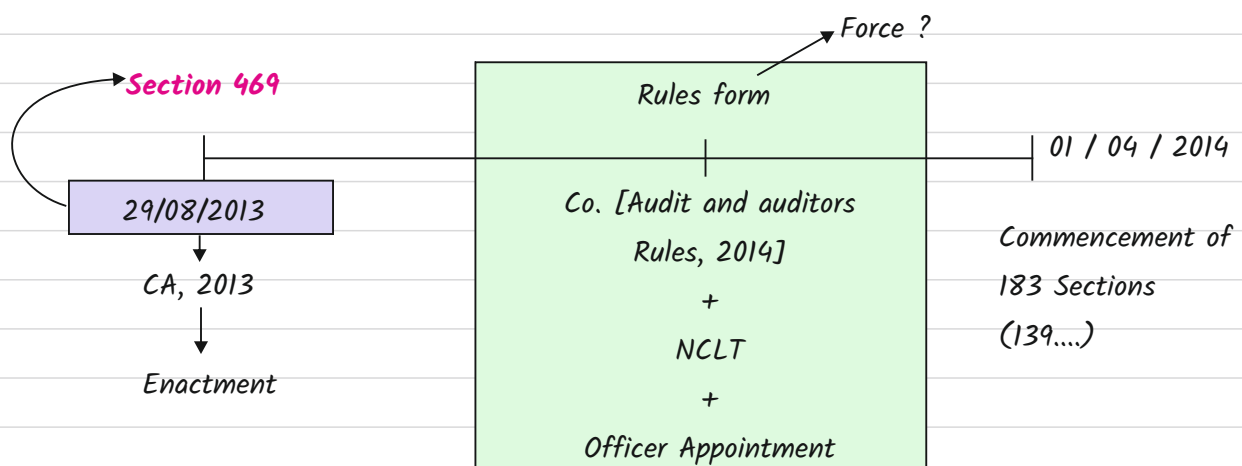 Force ?
Section 469
Rules form
01 / 04 / 2014
29/08/2013
Co. [Audit and auditors
Rules, 2014]
Commencement of
183 Sections
(139....)
CA, 2013
+
NCLT
Enactment
+
Officer Appointment